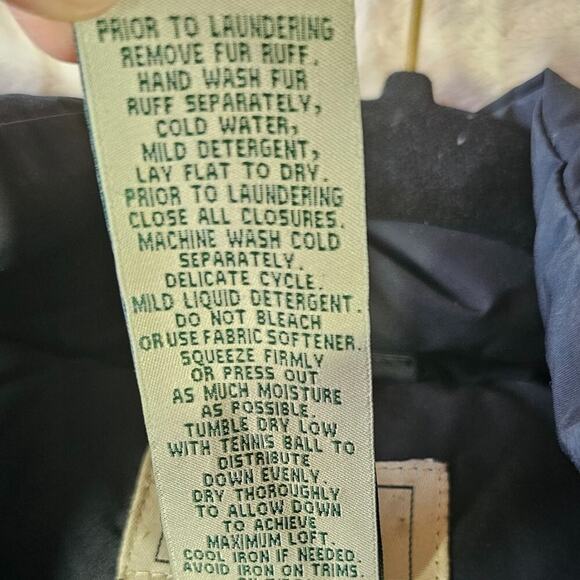 PRIOR TO LAUNDERING
REMOVE FUR RUFF.
HAND WASH FUR
RUFF SEPARATELY,
COLD WATER,
MILD DETERGENT,
LAY FLAT TO DRY.
PRIOR TO LAUNDERING
CLOSE ALL CLOSURES.
MACHINE WASH COLD
SEPARATELY.
DELICATE CYCLE.
MILD LIQUID DETERGENT.
DO NOT BLEACH
OR USE FABRIC SOFTENER.
SQUEEZE FIRMLY
OR PRESS OUT
AS MUCH MOISTURE
AS POSSIBLE.
TUMBLE DRY LOW
WITH TENNIS BALL TO
DISTRIBUTE
DOWN EVENLY.
DRY THOROUGHLY
TO ALLOW DOWN
TO ACHIEVE
MAXIMUM LOFT.
COOL IRON IF NEEDED.
AVOID IRON ON TRIMS.